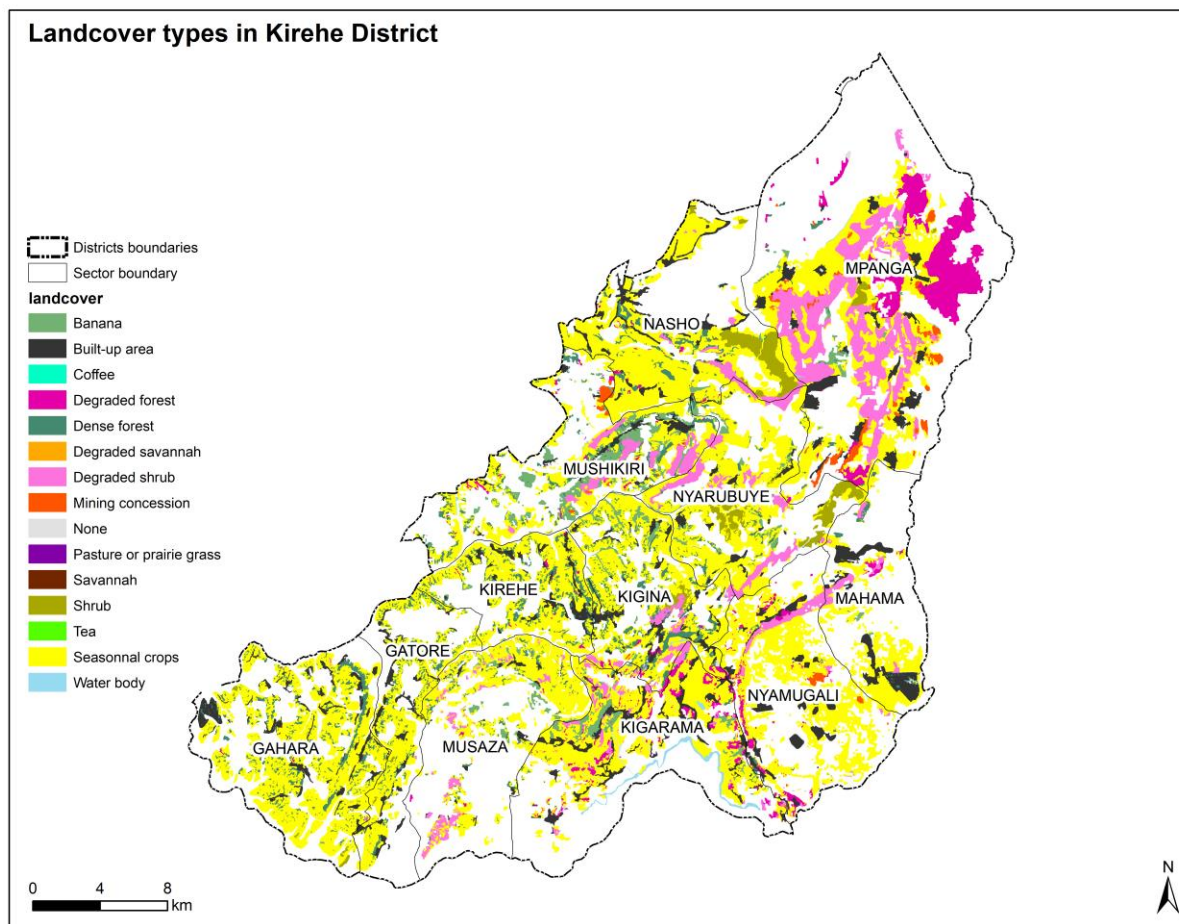 Landcover types in Kirehe District
Districts boundaries
Sector boundary
landcover
Banana
Built-up area
Coffee
Degraded forest
Dense forest
Degraded savannah
Degraded shrub
Mining concession
None
Pasture or prairie grass
Savannah
Shrub
Tea
Seasonnal crops
Water body
MPANGA
NASHO
MUSHIKIRI
NYARUBUYE
KIREHE
KIGINA
MAHAMA
GATORE
NYAMUGALI
KIGARAMA
MUSAZA
GAHARA
0 4 8
km
N